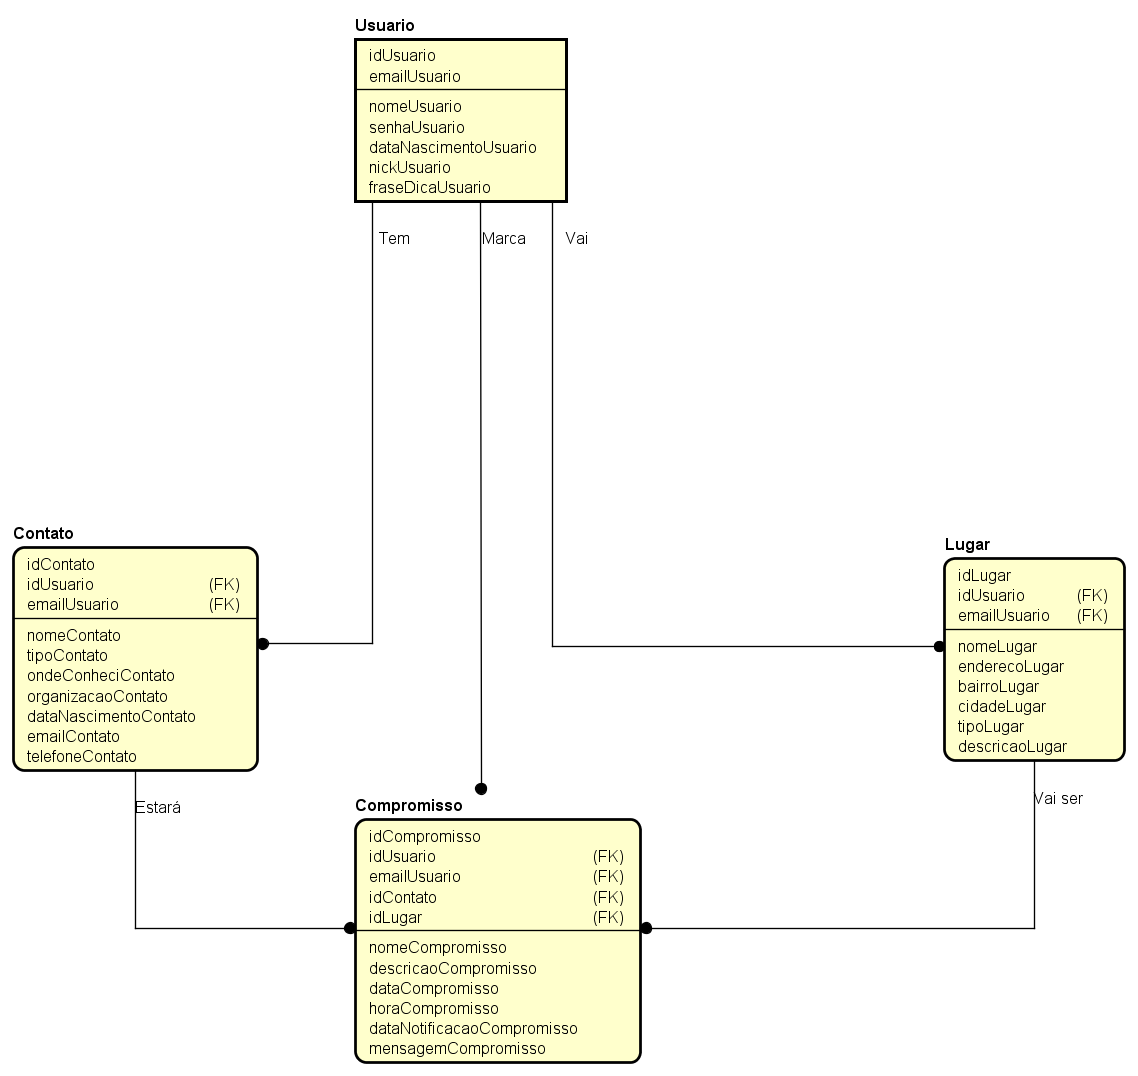 Usuario
idUsuario
emailUsuario
nomeUsuario
senhaUsuario
dataNascimentoUsuario
nickUsuario
fraseDicaUsuario
Tem
Marca
Vai
Contato
idContato
idUsuario (FK)
emailUsuario (FK)
nomeContato
tipoContato
ondeConheciContato
organizacaoContato
dataNascimentoContato
emailContato
telefoneContato
Lugar
idLugar
idUsuario (FK)
emailUsuario (FK)
nomeLugar
enderecoLugar
bairroLugar
cidadeLugar
tipoLugar
descricaoLugar
Estará
Vai ser
Compromisso
idCompromisso
idUsuario (FK)
emailUsuario (FK)
idContato (FK)
idLugar (FK)
nomeCompromisso
descricaoCompromisso
dataCompromisso
horaCompromisso
dataNotificacaoCompromisso
mensagemCompromisso